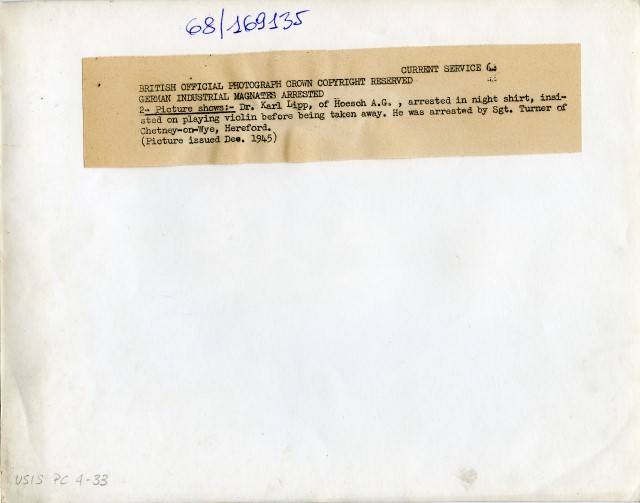 68/169135
CURRENT SERVICE
BRITISH OFFICIAL PHOTOGRAPH CROWN COPYRIGHT RESERVED
GERMAN INDUSTRIAL MAGNATES ARRESTED
2- Picture shows:- Dr. Karl Lipp, of Hoesch A.G. , arrested in night shirt, insi-
sted on playing violin before being taken away. He was arrested by Sgt. Turner of
Chetney-on-Wye, Hereford.
(Picture issued Dec. 1945)
USIS PC 4-33